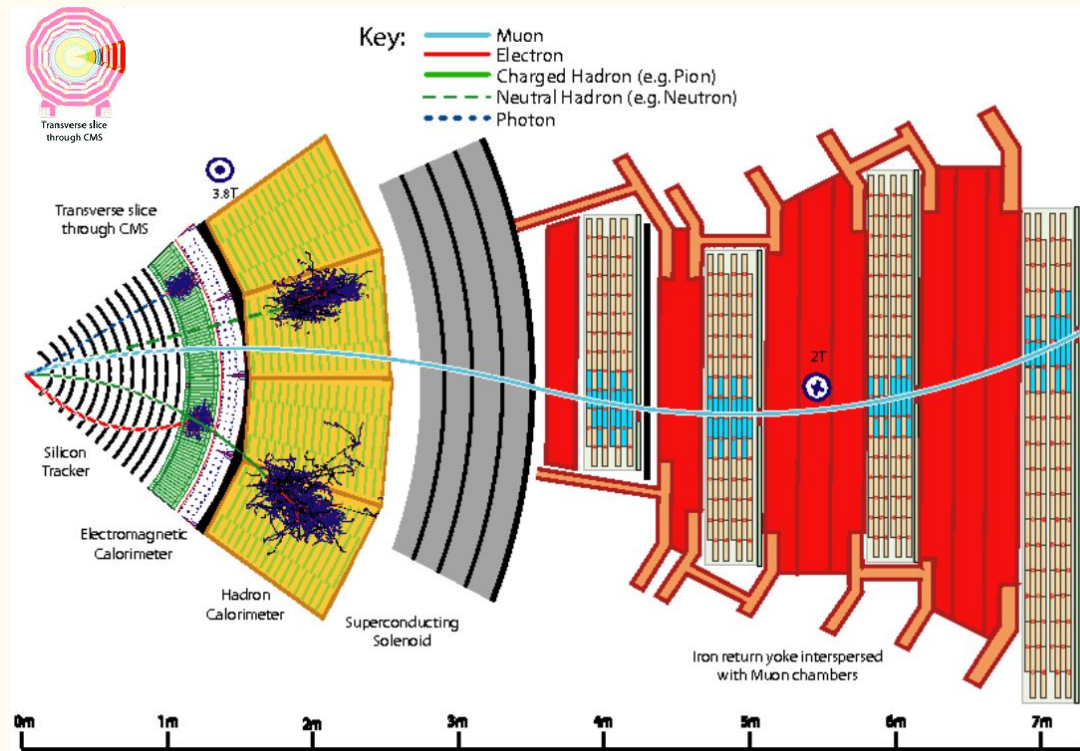 Transverse slice
through CMS
Key:
Muon
Electron
Charged Hadron (e.g. Pion)
Neutral Hadron (e.g. Neutron)
Photon
3.8T
Transverse slice
through CMS
2T
Silicon
Tracker
Electromagnetic
Calorimeter
Hadron
Calorimeter
Superconducting
Solenoid
Iron return yoke interspersed
with Muon chambers
0m 1m 2m 3m 4m 5m 6m 7m